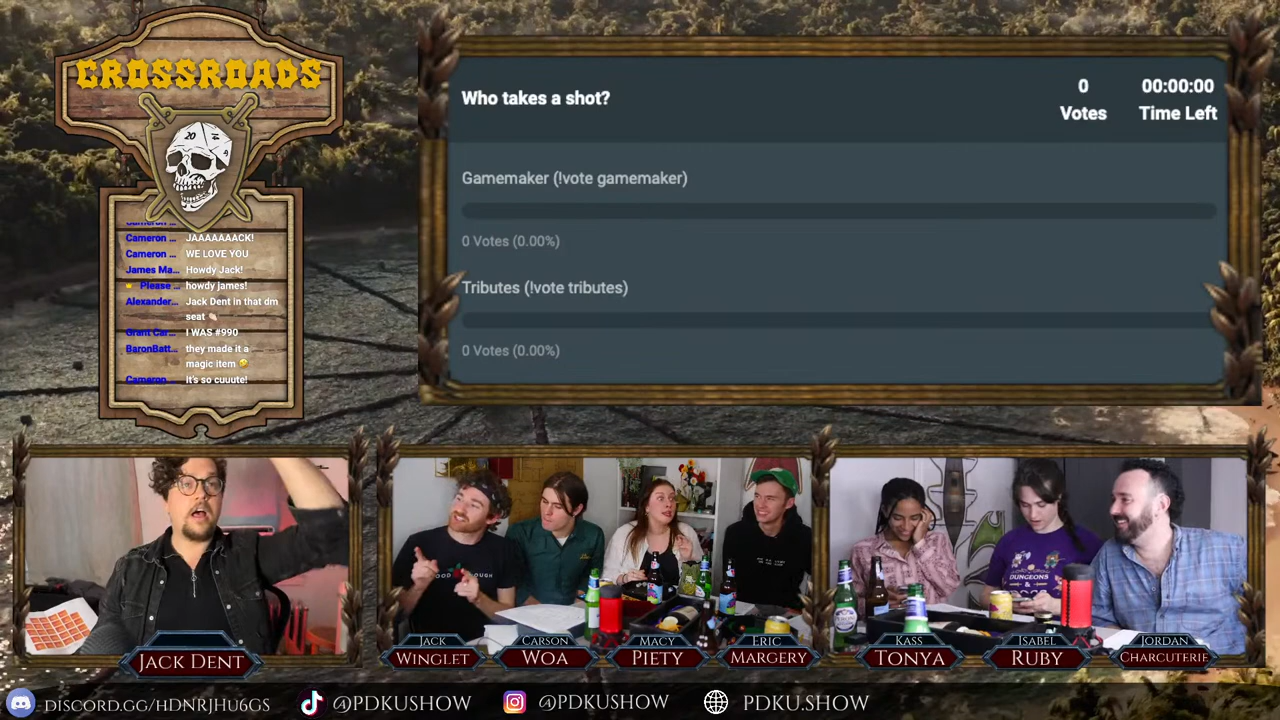 CROSSROADS
20
Cameron ...
Cameron ... JAAAAAAACK!
Cameron ... WE LOVE YOU
James Ma... Howdy Jack!
Please ... howdy james!
Alexander... Jack Dent in that dm
seat
Grant Car... I WAS #990
BaronBatt... they made it a
magic item 🤣
Cameron ... it's so cuuute!
Who takes a shot?
0
Votes
00:00:00
Time Left
Gamemaker (!vote gamemaker)
0 Votes (0.00%)
Tributes (!vote tributes)
0 Votes (0.00%)
DUNGEONS
JACK DENT
JACK
WINGLET
CARSON
WOA
MACY
PIETY
ERIC
MARGERY
KASS
TONYA
ISABEL
RUBY
JORDAN
CHARCUTERIE
DISCORD.GG/HDNRJHU6GS
@PDKUSHOW
@PDKUSHOW
PDKU.SHOW